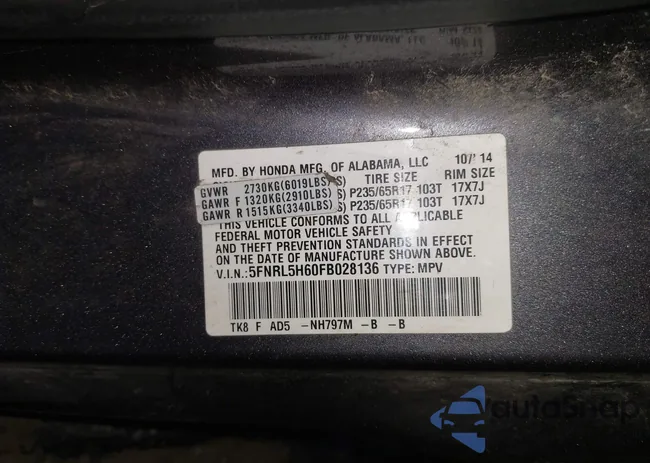 MFD. BY HONDA MFG. OF ALABAMA, LLC 10/'14
TIRE SIZE RIM SIZE
GVWR 2730KG(6019LBS)
GAWR F 1320KG(2910LBS) S) P235/65R17 103T 17X7J
GAWR R 1515KG(3340LBS) S) P235/65R17 103T 17X7J
THIS VEHICLE CONFORMS TO ALL APPLICABLE
FEDERAL MOTOR VEHICLE SAFETY
AND THEFT PREVENTION STANDARDS IN EFFECT
ON THE DATE OF MANUFACTURE SHOWN ABOVE.
V.I.N.: 5FNRL5H60FB028136 TYPE: MPV
TK8 F AD5 -NH797M -B -B
autoSnap